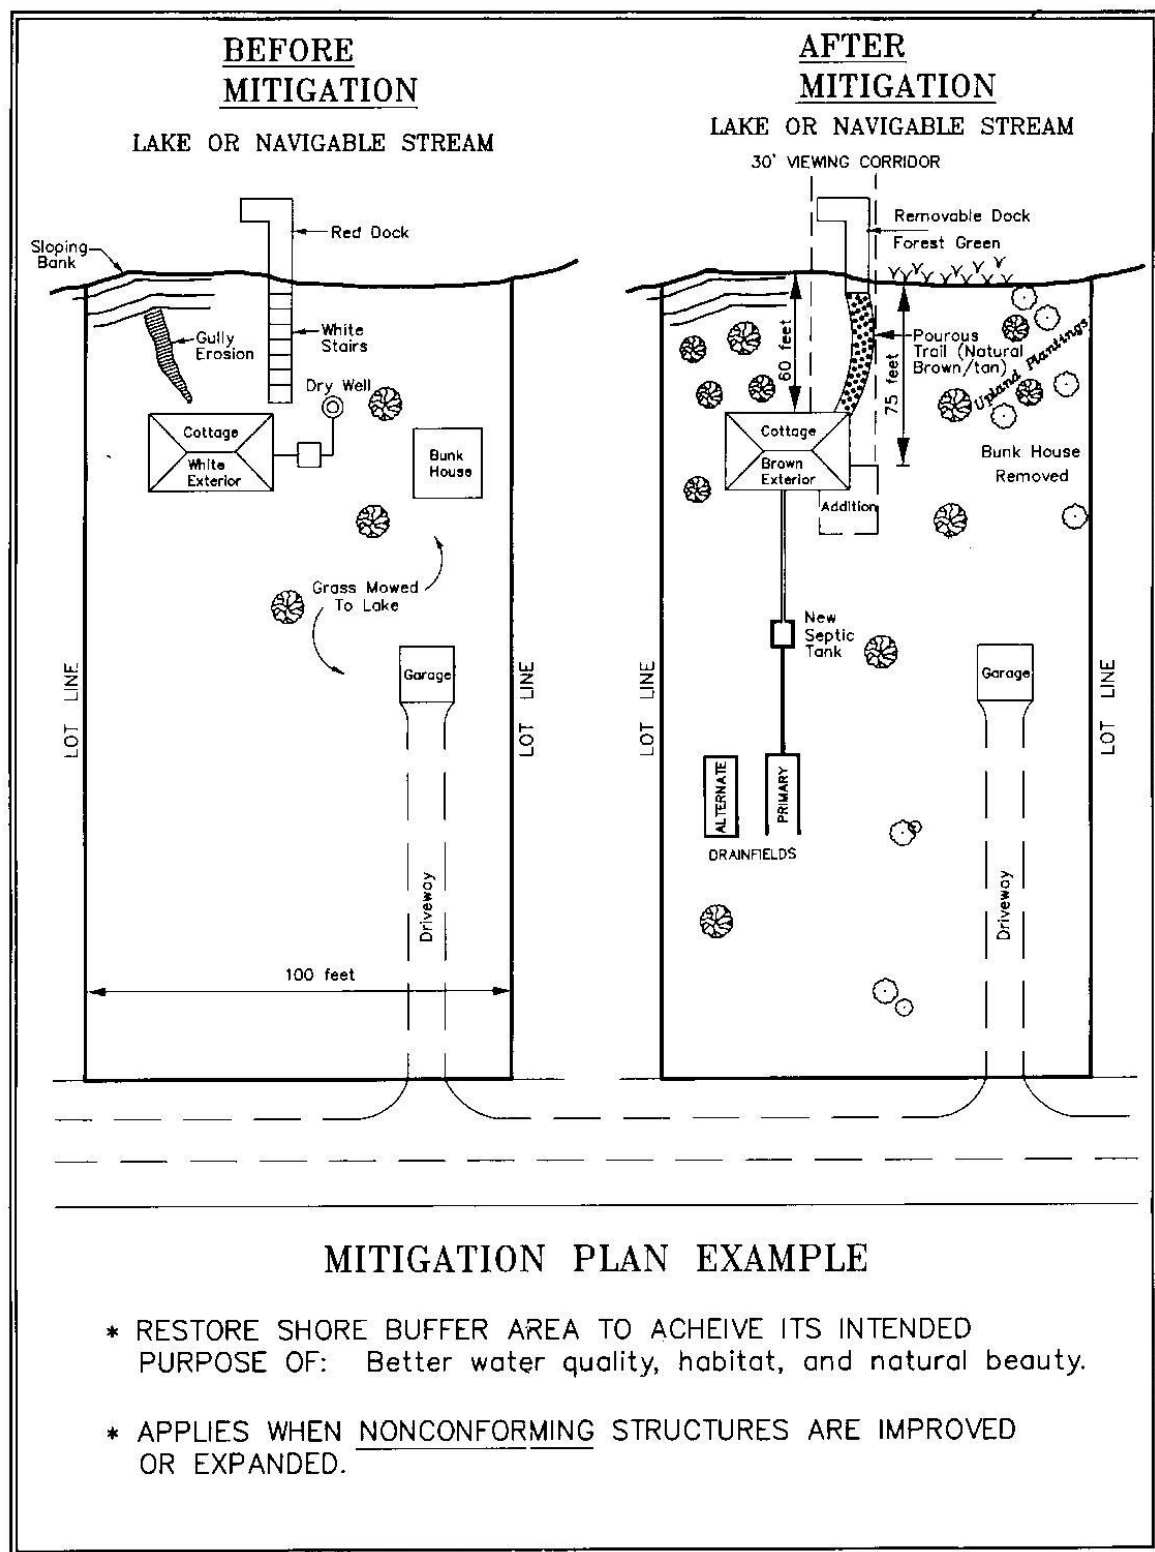 BEFORE
MITIGATION
LAKE OR NAVIGABLE STREAM
Red Dock
Sloping
Bank
Gully
Erosion
White
Stairs
Dry Well
Cottage
White
Exterior
Bunk
House
Grass Mowed
To Lake
Garage
LOT LINE
LOT LINE
Driveway
100 feet
AFTER
MITIGATION
LAKE OR NAVIGABLE STREAM
30' VIEWING CORRIDOR
Removable Dock
Forest Green
60 feet
75 feet
Pourous
Trail (Natural
Brown/tan)
Upland Plantings
Cottage
Brown
Exterior
Addition
Bunk House
Removed
New
Septic
Tank
Garage
LOT LINE
LOT LINE
ALTERNATE
PRIMARY
DRAINFIELDS
Driveway
MITIGATION PLAN EXAMPLE
* RESTORE SHORE BUFFER AREA TO ACHEIVE ITS INTENDED
PURPOSE OF: Better water quality, habitat, and natural beauty.
* APPLIES WHEN NONCONFORMING STRUCTURES ARE IMPROVED
OR EXPANDED.